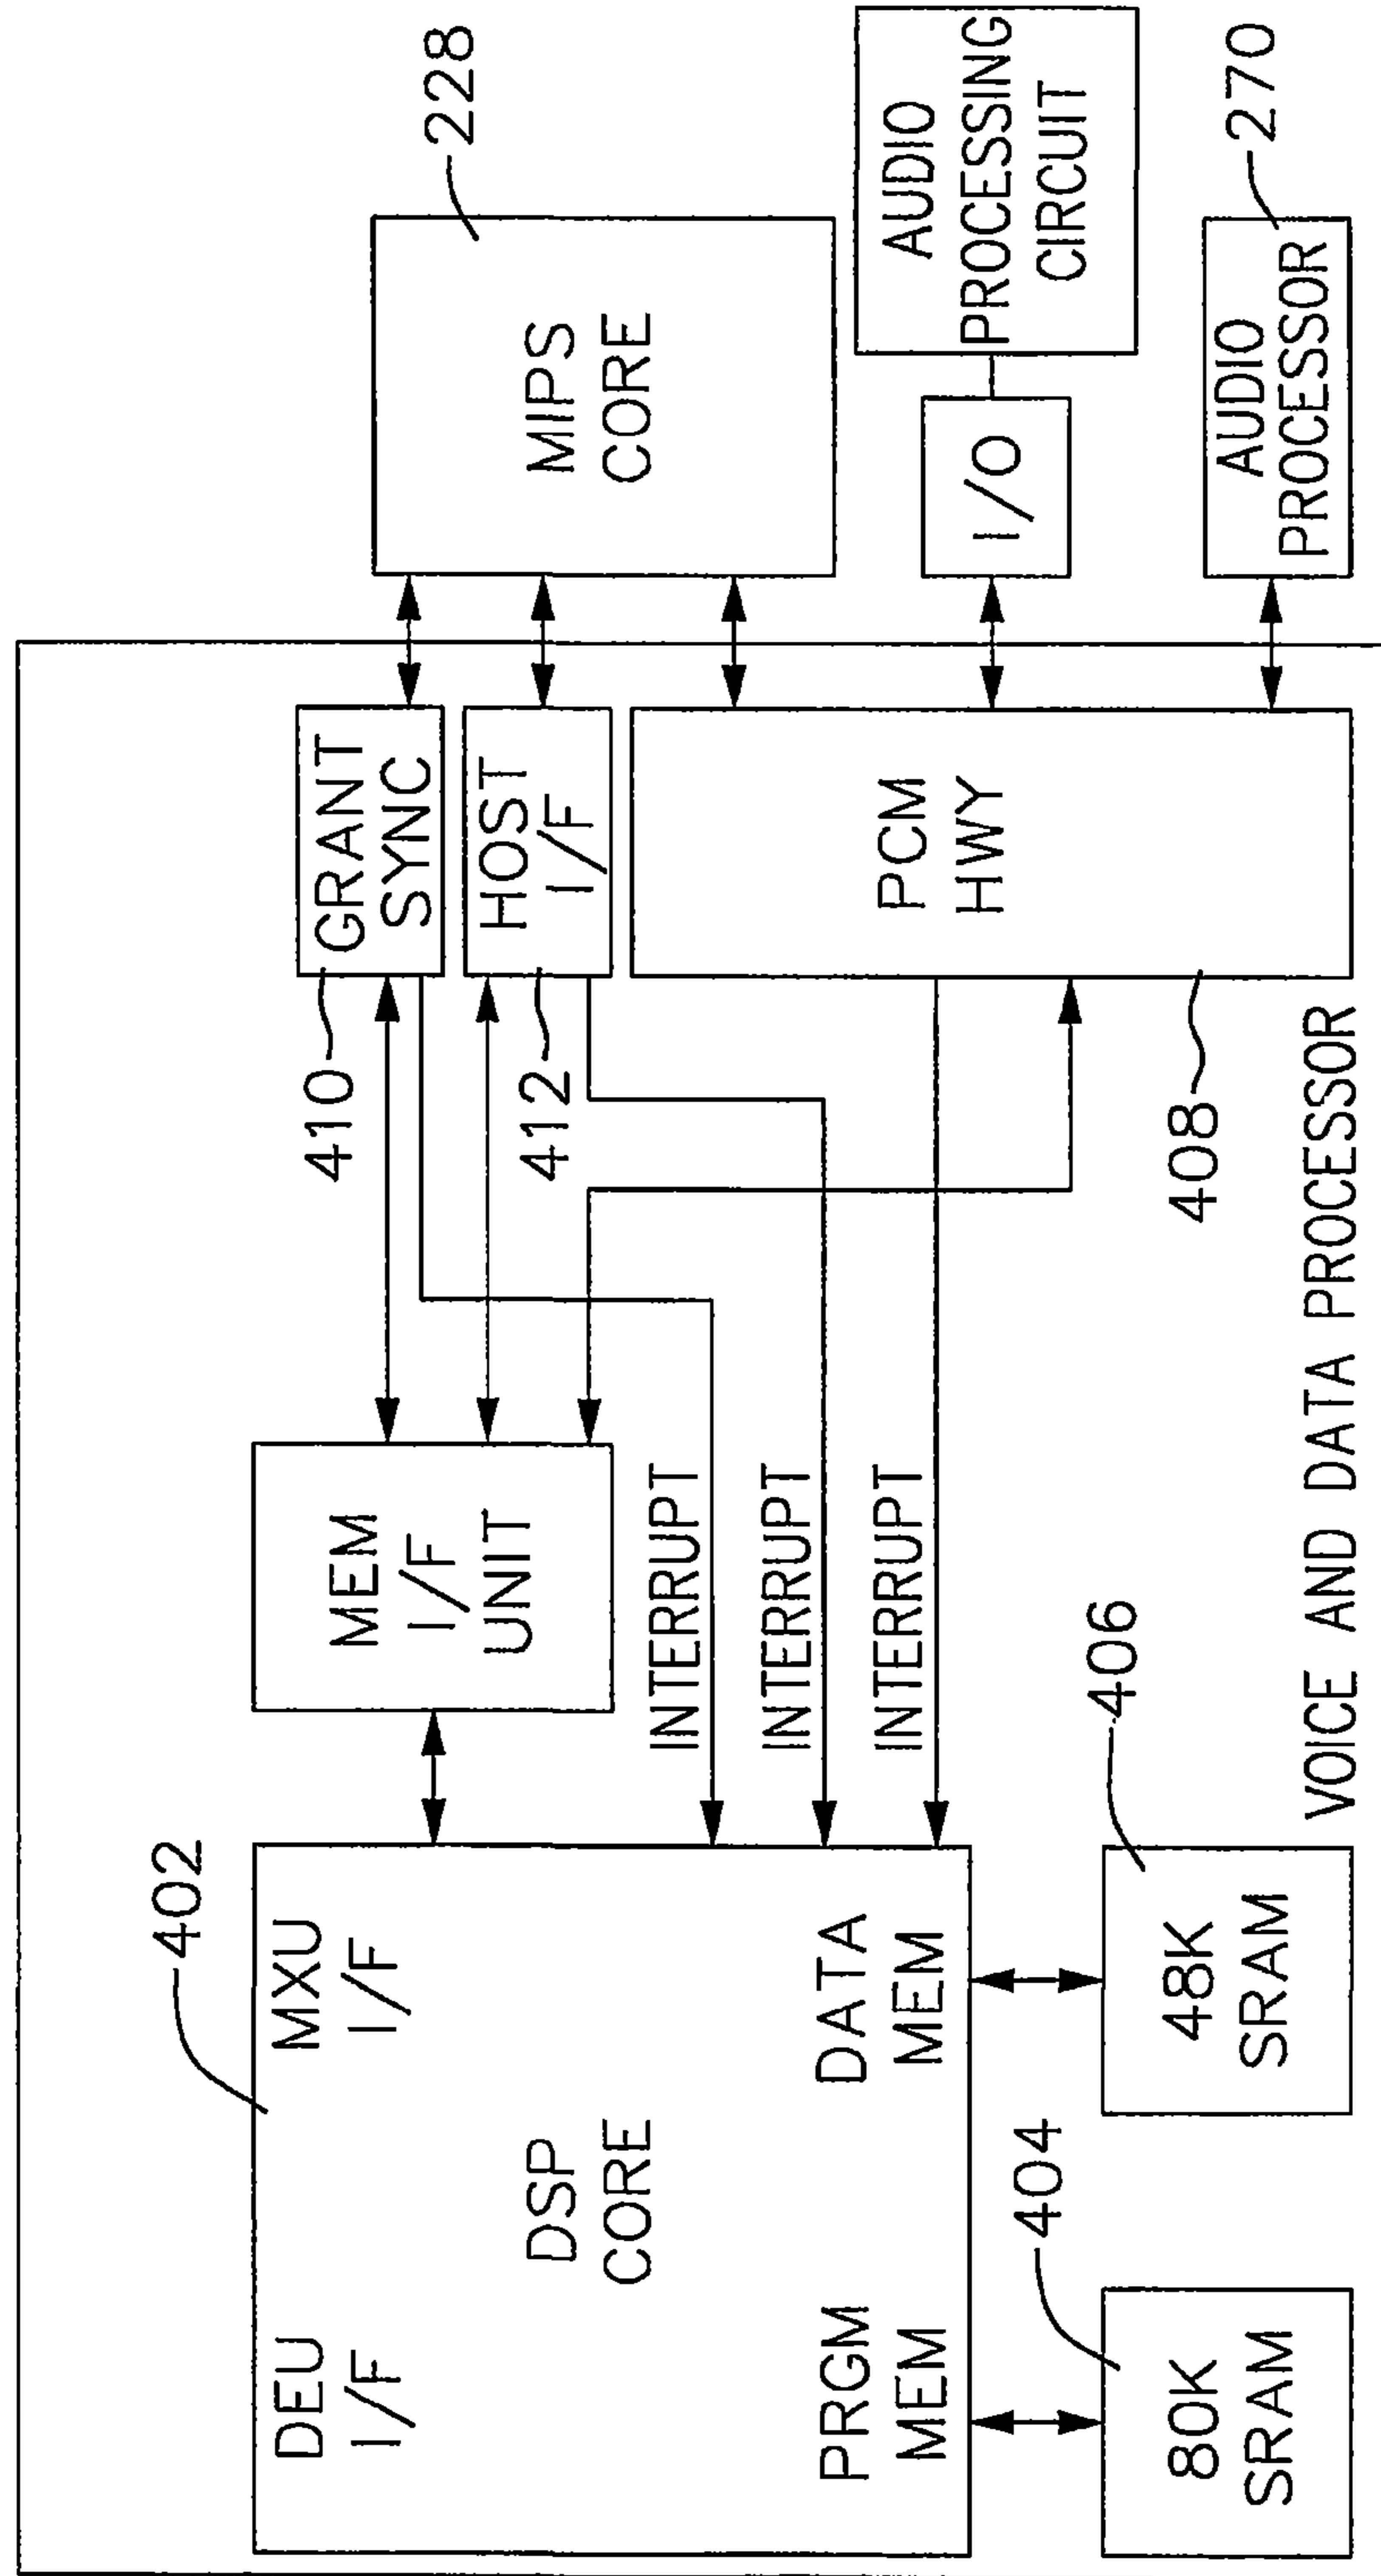 402
DEU
I/F
MXU
I/F
DSP
CORE
PRGM
MEM
DATA
MEM
404
80K
SRAM
406
48K
SRAM
MEM
I/F
UNIT
INTERRUPT
INTERRUPT
INTERRUPT
410
GRANT
SYNC
412
HOST
I/F
PCM
HWY
408
VOICE AND DATA PROCESSOR
228
MIPS
CORE
I/O
AUDIO
PROCESSING
CIRCUIT
270
AUDIO
PROCESSOR